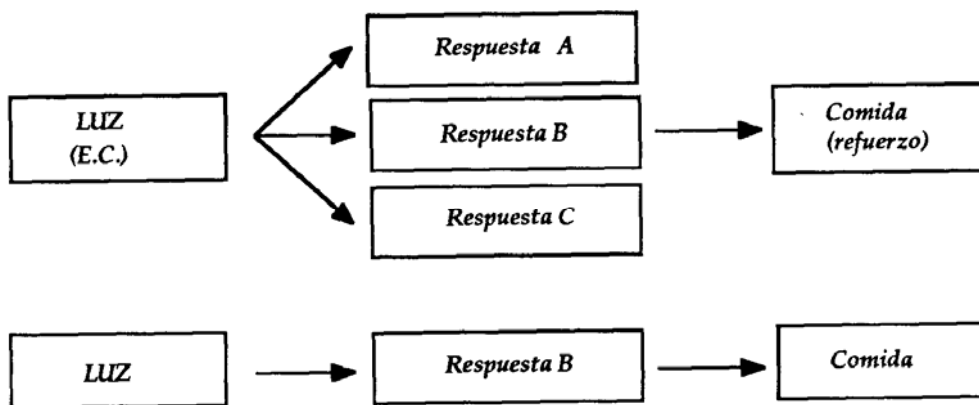 Respuesta A
LUZ
(E.C.)
Respuesta B
Comida
(refuerzo)
Respuesta C
LUZ
Respuesta B
Comida